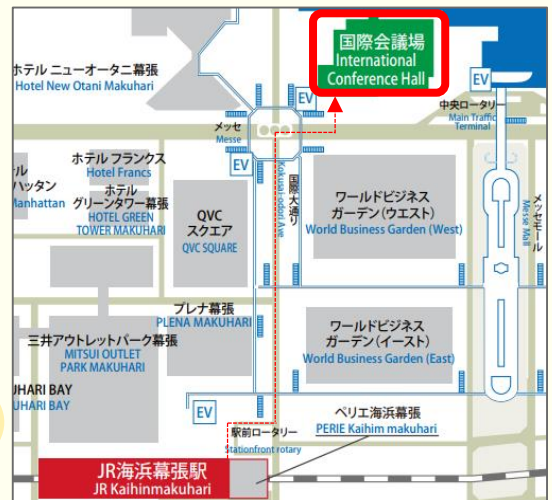 国際会議場
International
Conference Hall
EV
ホテル ニューオータニ幕張
Hotel New Otani Makuhari
EV
中央ロータリー
Main Traffic
Terminal
メッセ
Messe
EV
ホテル フランクス
Hotel Francs
ル
ハッタン
Manhattan
ホテル
グリーンタワー幕張
HOTEL GREEN
TOWER MAKUHARI
QVC
スクエア
QVC SQUARE
国際大通り
Kokusai-odori Ave
ワールドビジネス
ガーデン(ウエスト)
World Business Garden (West)
メッセモール
Messe Mall
プレナ幕張
PLENA MAKUHARI
三井アウトレットパーク幕張
MITSUI OUTLET
PARK MAKUHARI
ワールドビジネス
ガーデン(イースト)
World Business Garden (East)
UHARI BAY
UHARI BAY
EV
駅前ロータリー
Stationfront rotary
ペリエ海浜幕張
PERIE Kaihim makuhari
JR海浜幕張駅
JR Kaihinmakuhari